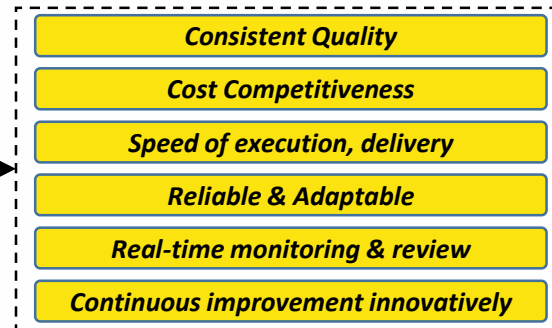 Consistent Quality
Cost Competitiveness
Speed of execution, delivery
Reliable & Adaptable
Real-time monitoring & review
Continuous improvement innovatively